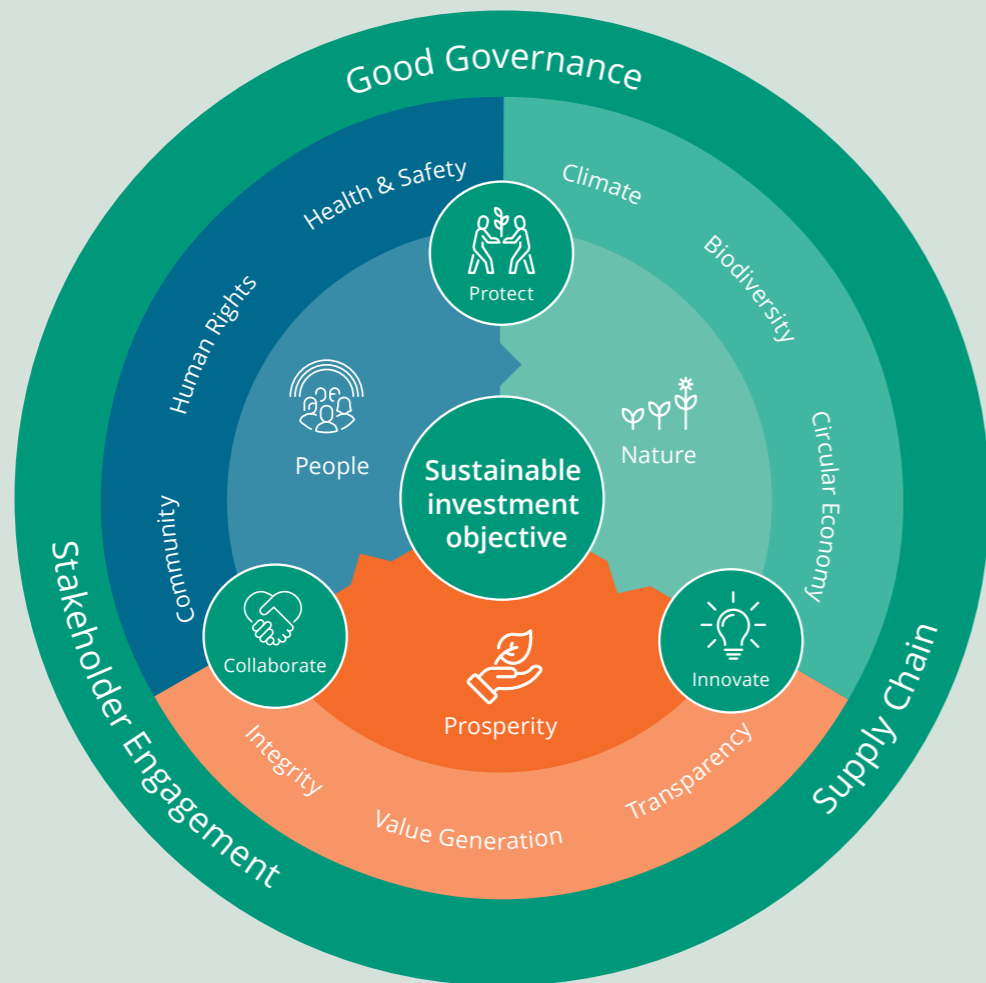 Good Governance
Health & Safety
Climate
Biodiversity
Human Rights
Protect
People
Nature
Sustainable
investment
objective
Circular Economy
Community
Collaborate
Innovate
Prosperity
Integrity
Value Generation
Transparency
Stakeholder Engagement
Supply Chain